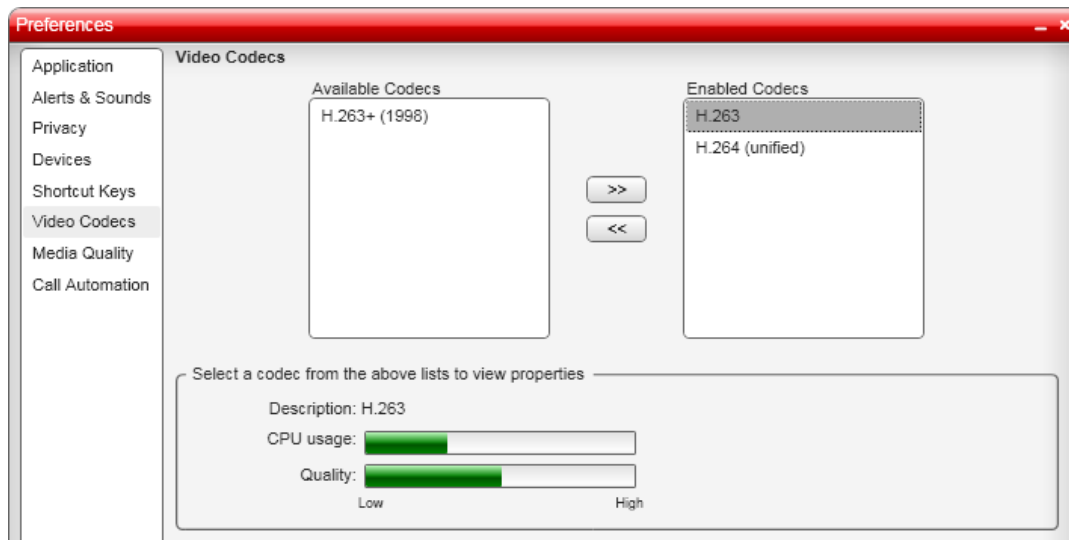 Preferences
Application
Alerts & Sounds
Privacy
Devices
Shortcut Keys
Video Codecs
Media Quality
Call Automation
Video Codecs
Available Codecs
H.263+ (1998)
>>
<<
Enabled Codecs
H.263
H.264 (unified)
Select a codec from the above lists to view properties
Description: H.263
CPU usage:
Quality:
Low High